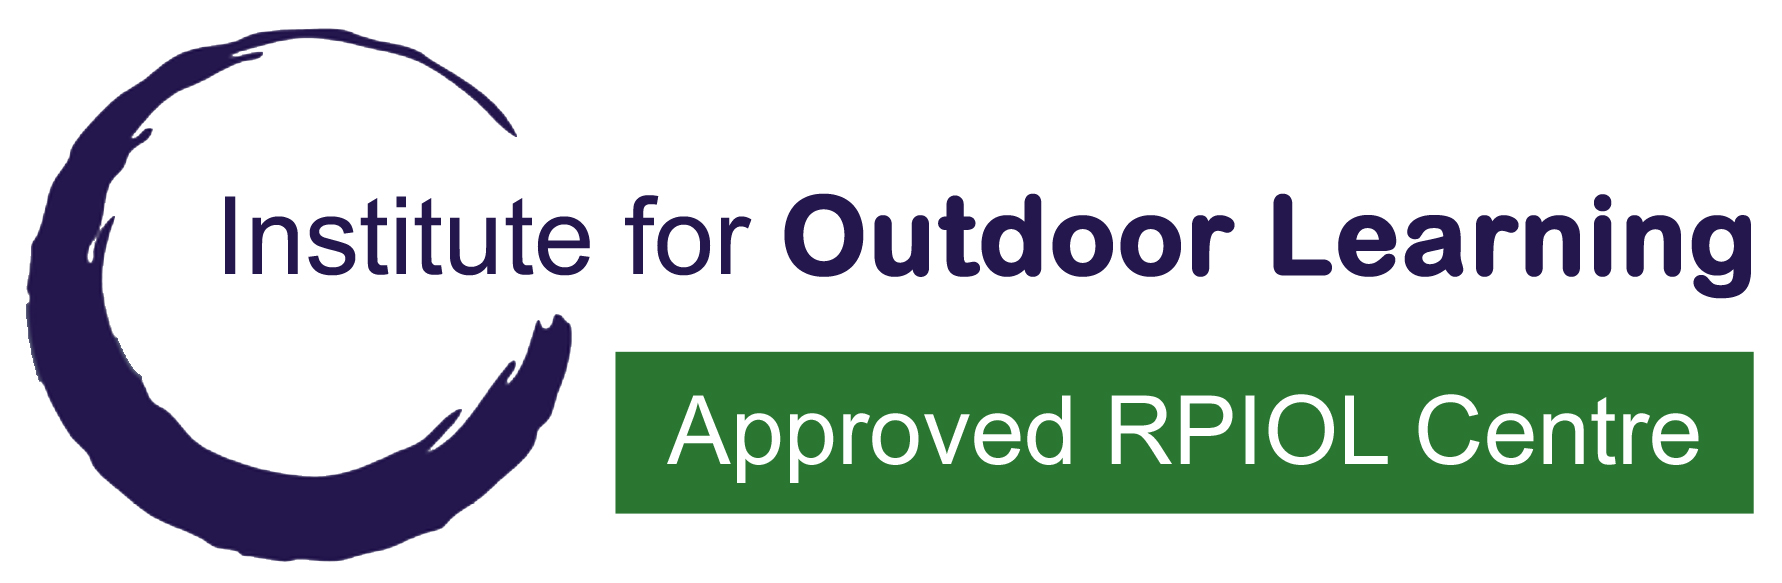 Institute for Outdoor Learning
Approved RPIOL Centre